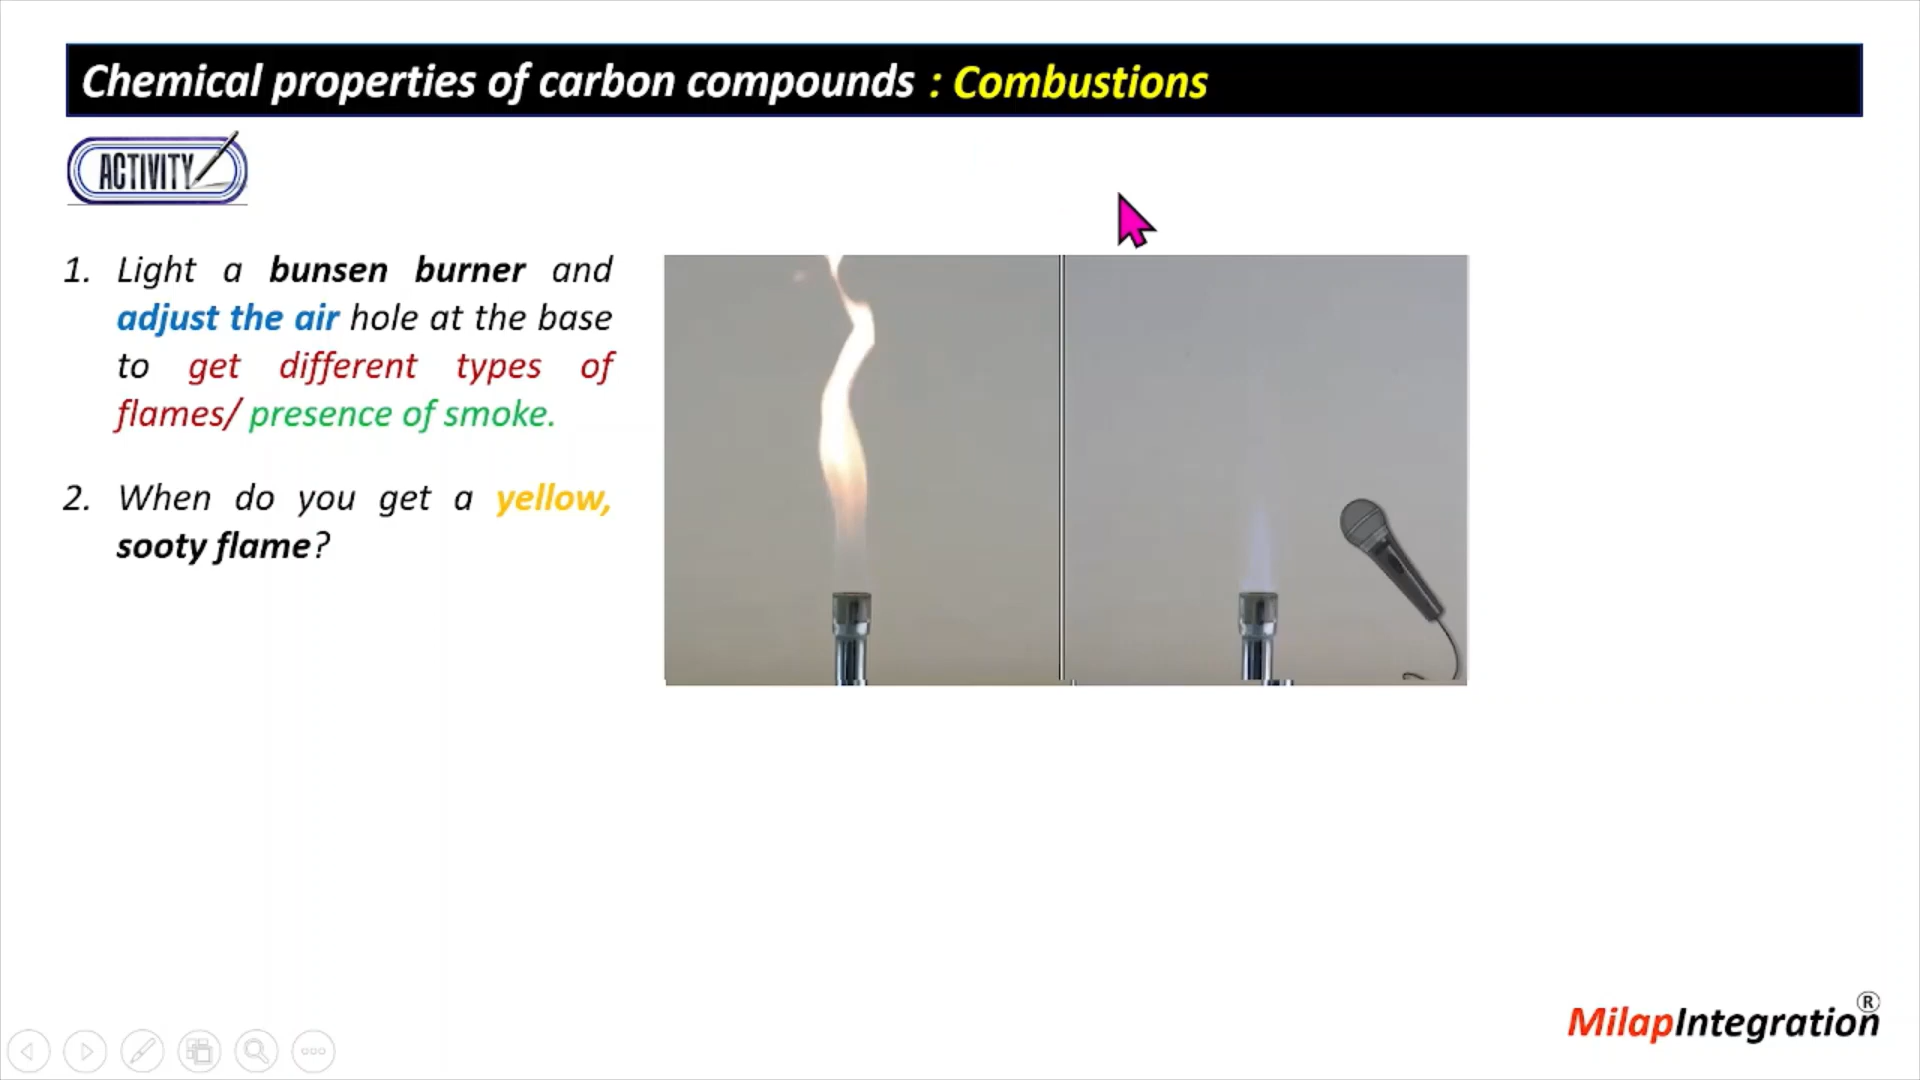 Chemical properties of carbon compounds : Combustions
ACTIVITY
1. Light a bunsen burner and
adjust the air hole at the base
to get different types of
flames/ presence of smoke.
2. When do you get a yellow,
sooty flame?
MilapIntegration®